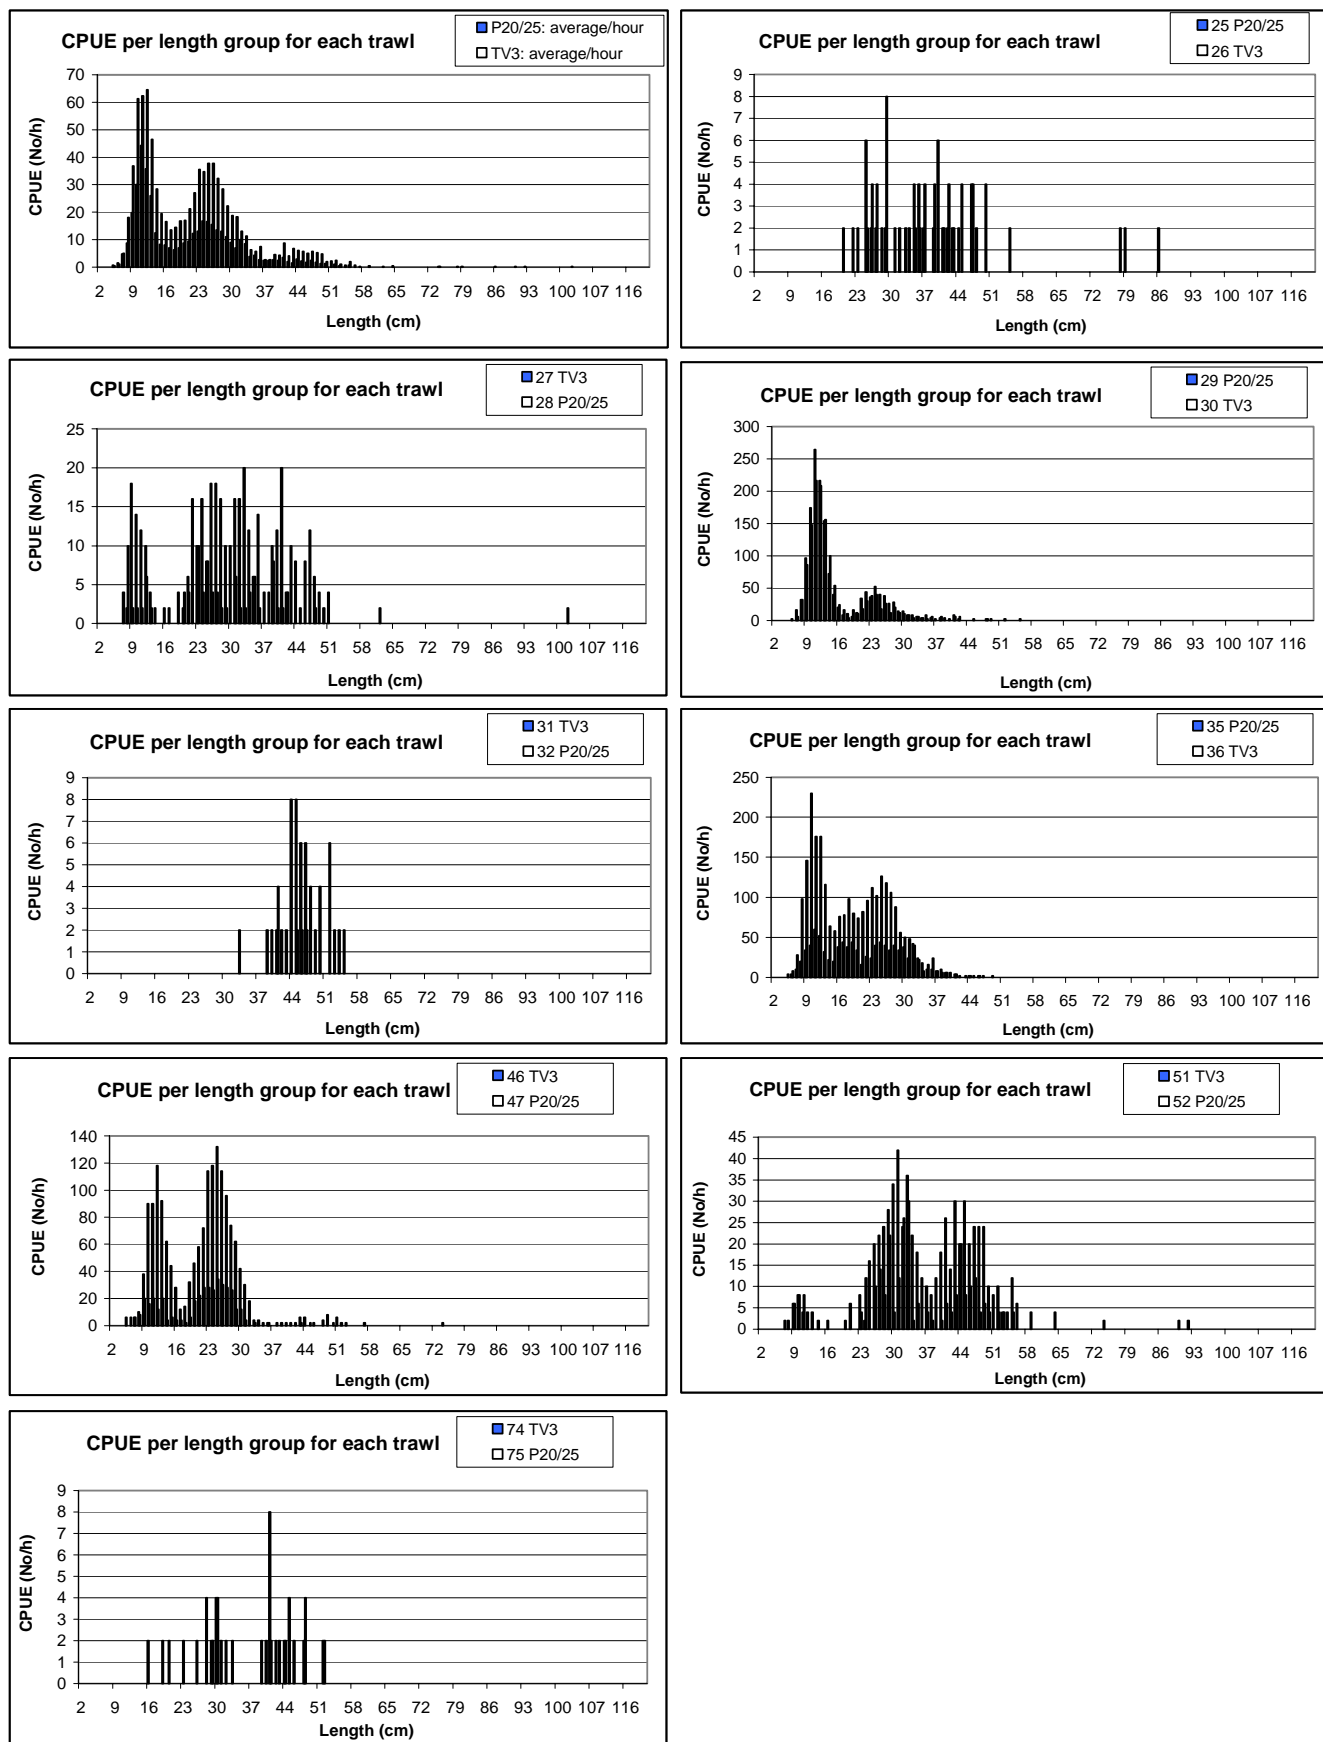 CPUE per length group for each trawl
P20/25: average/hour
TV3: average/hour
CPUE (No/h)
70
60
50
40
30
20
10
0
2 9 16 23 30 37 44 51 58 65 72 79 86 93 100 107 116
Length (cm)
CPUE per length group for each trawl
25 P20/25
26 TV3
CPUE (No/h)
9
8
7
6
5
4
3
2
1
0
2 9 16 23 30 37 44 51 58 65 72 79 86 93 100 107 116
Length (cm)
CPUE per length group for each trawl
27 TV3
28 P20/25
CPUE (No/h)
25
20
15
10
5
0
2 9 16 23 30 37 44 51 58 65 72 79 86 93 100 107 116
Length (cm)
CPUE per length group for each trawl
29 P20/25
30 TV3
CPUE (No/h)
300
250
200
150
100
50
0
2 9 16 23 30 37 44 51 58 65 72 79 86 93 100 107 116
Length (cm)
CPUE per length group for each trawl
31 TV3
32 P20/25
CPUE (No/h)
9
8
7
6
5
4
3
2
1
0
2 9 16 23 30 37 44 51 58 65 72 79 86 93 100 107 116
Length (cm)
CPUE per length group for each trawl
35 P20/25
36 TV3
CPUE (No/h)
250
200
150
100
50
0
2 9 16 23 30 37 44 51 58 65 72 79 86 93 100 107 116
Length (cm)
CPUE per length group for each trawl
46 TV3
47 P20/25
CPUE (No/h)
140
120
100
80
60
40
20
0
2 9 16 23 30 37 44 51 58 65 72 79 86 93 100 107 116
Length (cm)
CPUE per length group for each trawl
51 TV3
52 P20/25
CPUE (No/h)
45
40
35
30
25
20
15
10
5
0
2 9 16 23 30 37 44 51 58 65 72 79 86 93 100 107 116
Length (cm)
CPUE per length group for each trawl
74 TV3
75 P20/25
CPUE (No/h)
9
8
7
6
5
4
3
2
1
0
2 9 16 23 30 37 44 51 58 65 72 79 86 93 100 107 116
Length (cm)